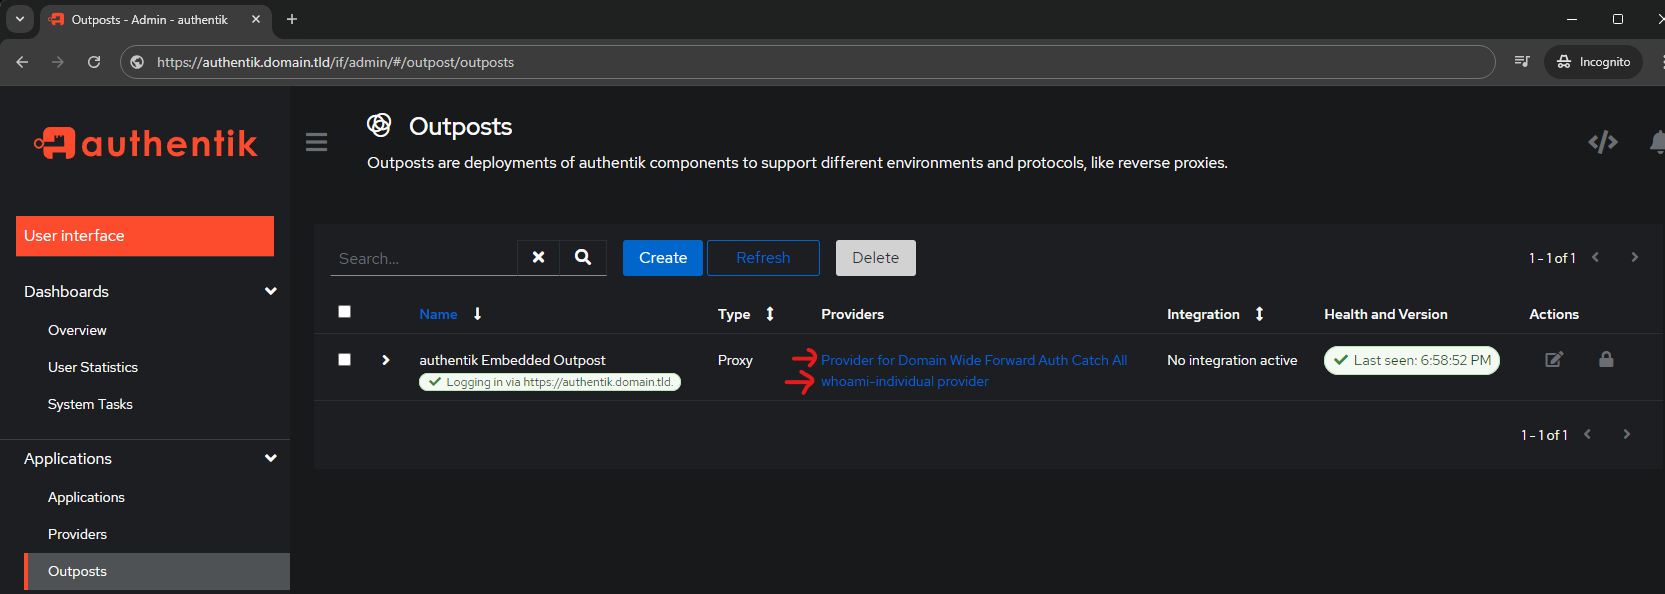 Outposts - Admin - authentik
https://authentik.domain.tld/if/admin/#/outpost/outposts
Incognito
authentik
Outposts
Outposts are deployments of authentik components to support different environments and protocols, like reverse proxies.
User interface
Dashboards
Overview
User Statistics
System Tasks
Applications
Applications
Providers
Outposts
Search...
Create
Refresh
Delete
1 - 1 of 1
Name
Type
Providers
Integration
Health and Version
Actions
authentik Embedded Outpost
Logging in via https://authentik.domain.tld.
Proxy
Provider for Domain Wide Forward Auth Catch All
whoami-individual provider
No integration active
Last seen: 6:58:52 PM
1 - 1 of 1